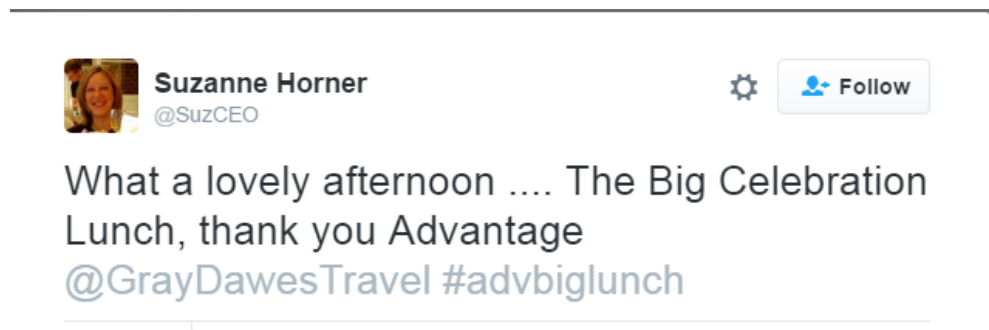 Suzanne Horner
@SuzCEO
Follow
What a lovely afternoon .... The Big Celebration
Lunch, thank you Advantage
@GrayDawesTravel #advbiglunch